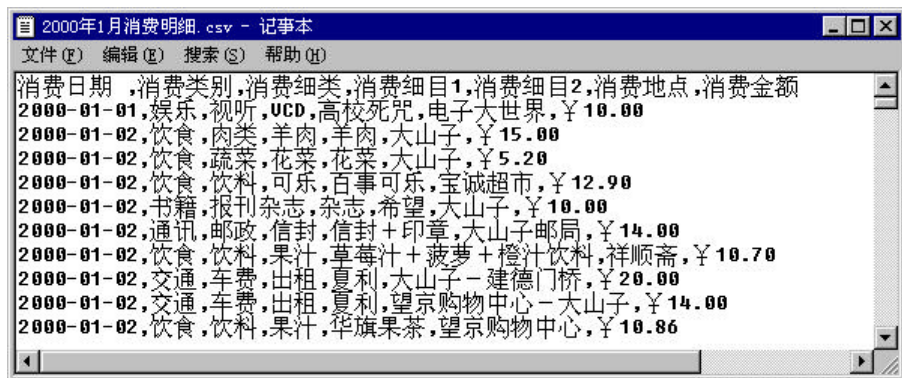 2000年1月消费明细.csv - 记事本
文件(F) 编辑(E) 搜索(S) 帮助(H)
消费日期 ,消费类别,消费细类,消费细目1,消费细目2,消费地点,消费金额
2000-01-01,娱乐,视听,VCD,高校死咒,电子大世界,￥10.00
2000-01-02,饮食,肉类,羊肉,羊肉,大山子,￥15.00
2000-01-02,饮食,蔬菜,花菜,花菜,大山子,￥5.20
2000-01-02,饮食,饮料,可乐,百事可乐,宝诚超市,￥12.90
2000-01-02,书籍,报刊杂志,杂志,希望,大山子,￥10.00
2000-01-02,通讯,邮政,信封,信封＋印章,大山子邮局,￥14.00
2000-01-02,饮食,饮料,果汁,草莓汁＋菠萝＋橙汁饮料,祥顺斋,￥10.70
2000-01-02,交通,车费,出租,夏利,大山子－建德门桥,￥20.00
2000-01-02,交通,车费,出租,夏利,望京购物中心－大山子,￥14.00
2000-01-02,饮食,饮料,果汁,华旗果茶,望京购物中心,￥10.86